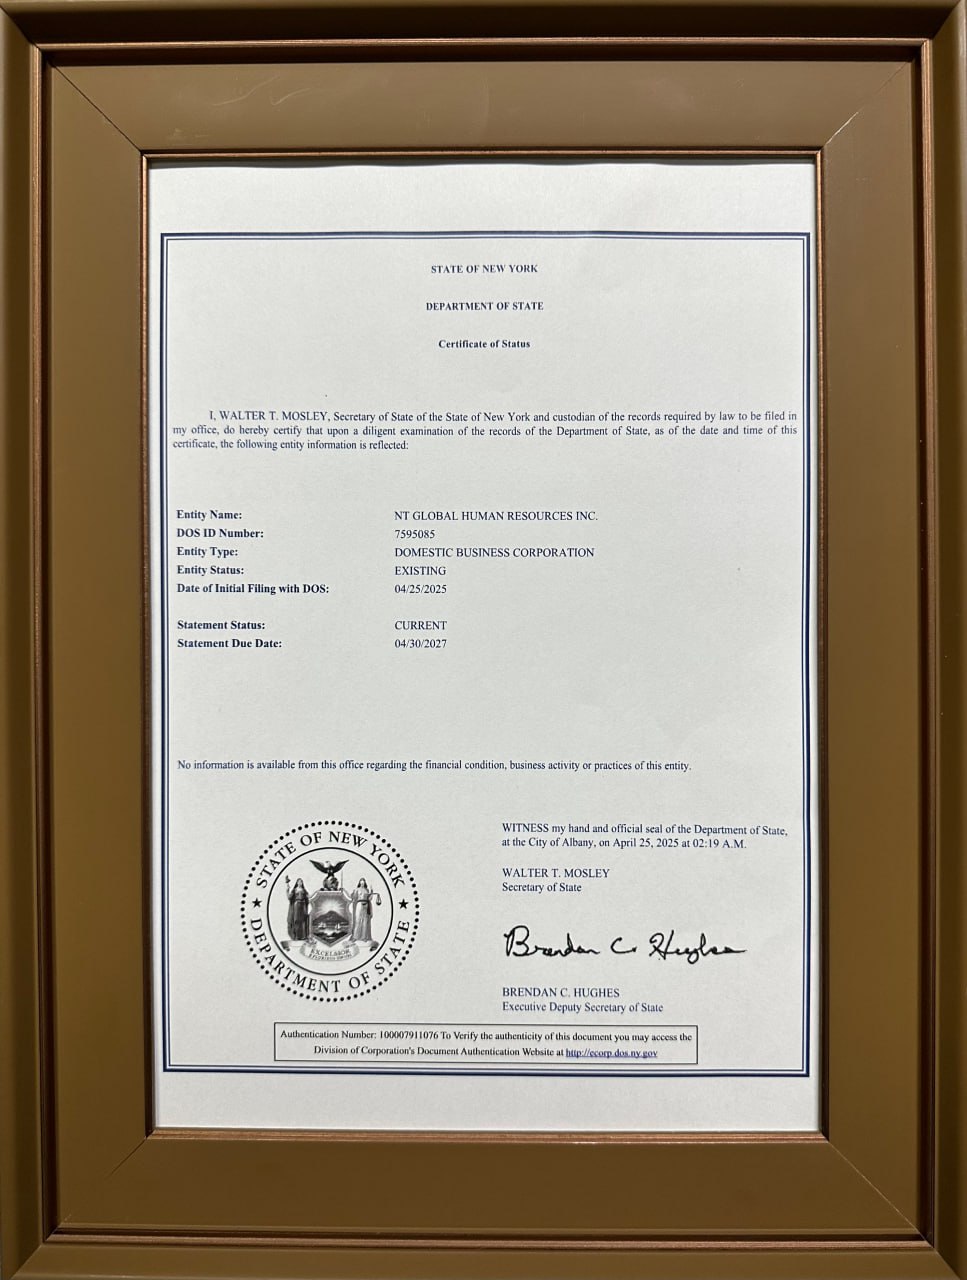 STATE OF NEW YORK
DEPARTMENT OF STATE
Certificate of Status
I, WALTER T. MOSLEY, Secretary of State of the State of New York and custodian of the records required by law to be filed in
my office, do hereby certify that upon a diligent examination of the records of the Department of State, as of the date and time of this
certificate, the following entity information is reflected:
Entity Name: NT GLOBAL HUMAN RESOURCES INC.
DOS ID Number: 7595085
Entity Type: DOMESTIC BUSINESS CORPORATION
Entity Status: EXISTING
Date of Initial Filing with DOS: 04/25/2025
Statement Status: CURRENT
Statement Due Date: 04/30/2027
No information is available from this office regarding the financial condition, business activity or practices of this entity.
STATE OF NEW YORK
DEPARTMENT OF STATE
EXCELSIOR
WITNESS my hand and official seal of the Department of State,
at the City of Albany, on April 25, 2025 at 02:19 A.M.
WALTER T. MOSLEY
Secretary of State
Brendan C. Hughes
BRENDAN C. HUGHES
Executive Deputy Secretary of State
Authentication Number: 100007911076 To Verify the authenticity of this document you may access the
Division of Corporation's Document Authentication Website at http://ecorp.dos.ny.gov